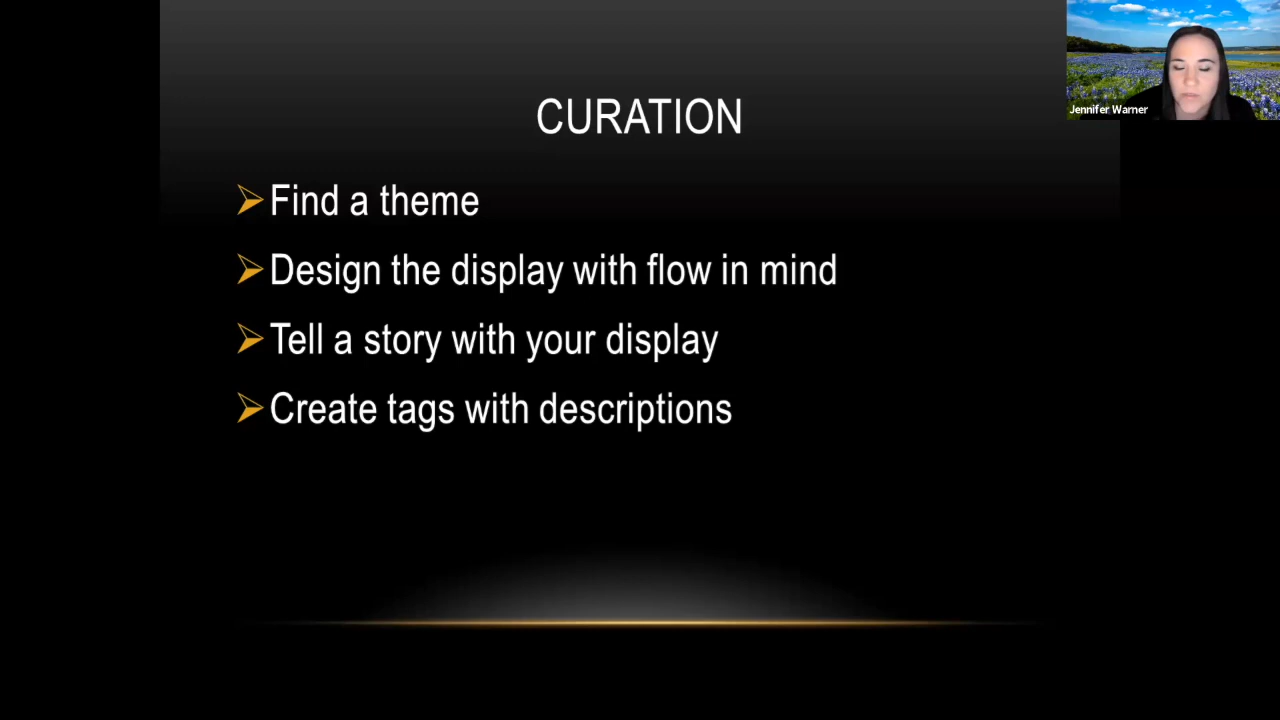 CURATION
Find a theme
Design the display with flow in mind
Tell a story with your display
Create tags with descriptions
Jennifer Warner